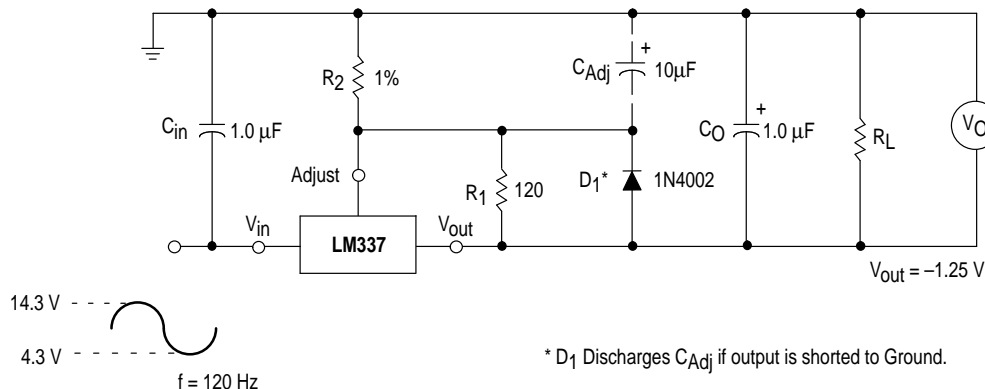 +
R2 1%
CAdj 10µF
+
Cin 1.0 µF
CO 1.0 µF
RL
VO
Adjust
R1 120
D1* 1N4002
Vin
LM337
Vout
Vout = –1.25 V
14.3 V
4.3 V
f = 120 Hz
* D1 Discharges CAdj if output is shorted to Ground.